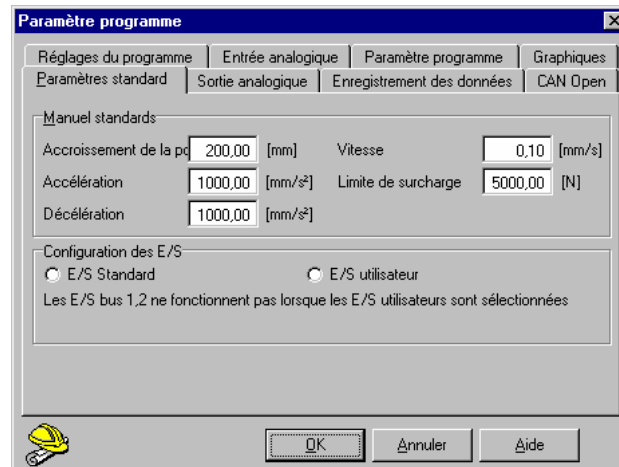 Paramètre programme
Réglages du programme Entrée analogique Paramètre programme Graphiques
Paramètres standard Sortie analogique Enregistrement des données CAN Open
Manuel standards
Accroissement de la po 200,00 [mm] Vitesse 0,10 [mm/s]
Accélération 1000,00 [mm/s²] Limite de surcharge 5000,00 [N]
Décélération 1000,00 [mm/s²]
Configuration des E/S
E/S Standard E/S utilisateur
Les E/S bus 1,2 ne fonctionnent pas lorsque les E/S utilisateurs sont sélectionnées
OK Annuler Aide